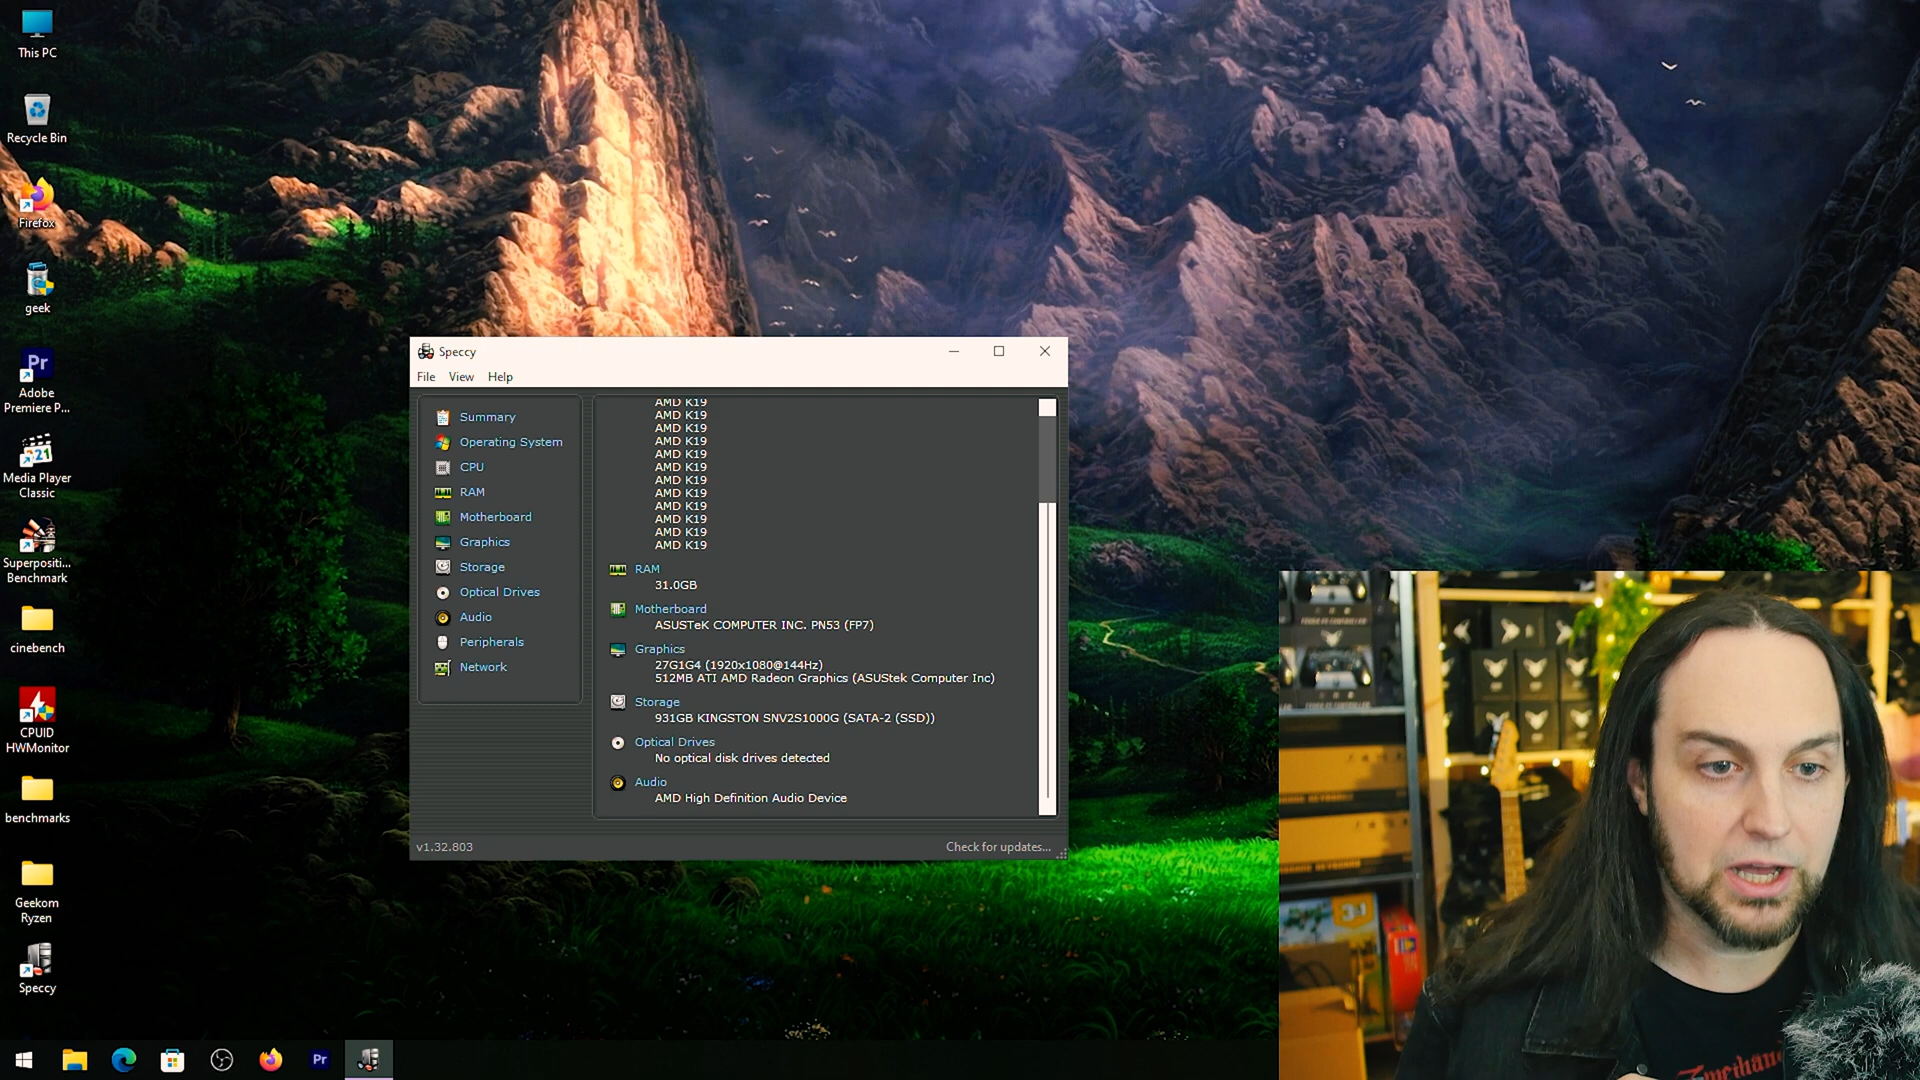 This PC
Recycle Bin
Firefox
geek
Pr
Adobe
Premiere P...
321
Media Player
Classic
Superpositi...
Benchmark
cinebench
CPUID
HWMonitor
benchmarks
Geekom
Ryzen
Speccy
Speccy
File View Help
Summary
Operating System
CPU
RAM
Motherboard
Graphics
Storage
Optical Drives
Audio
Peripherals
Network
AMD K19
AMD K19
AMD K19
AMD K19
AMD K19
AMD K19
AMD K19
AMD K19
AMD K19
AMD K19
AMD K19
AMD K19
RAM
31.0GB
Motherboard
ASUSTeK COMPUTER INC. PN53 (FP7)
Graphics
27G1G4 (1920x1080@144Hz)
512MB ATI AMD Radeon Graphics (ASUStek Computer Inc)
Storage
931GB KINGSTON SNV2S1000G (SATA-2 (SSD))
Optical Drives
No optical disk drives detected
Audio
AMD High Definition Audio Device
v1.32.803
Check for updates...
Pr